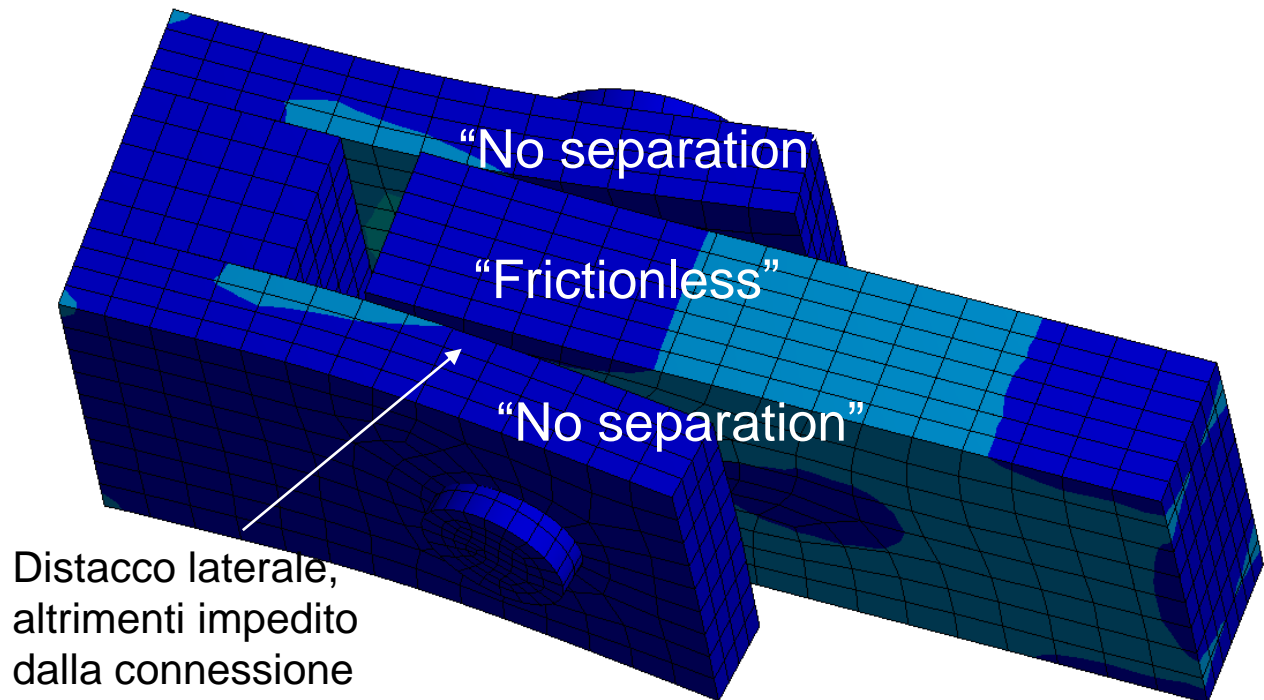 “No separation”
“Frictionless”
“No separation”
Distacco laterale,
altrimenti impedito
dalla connessione